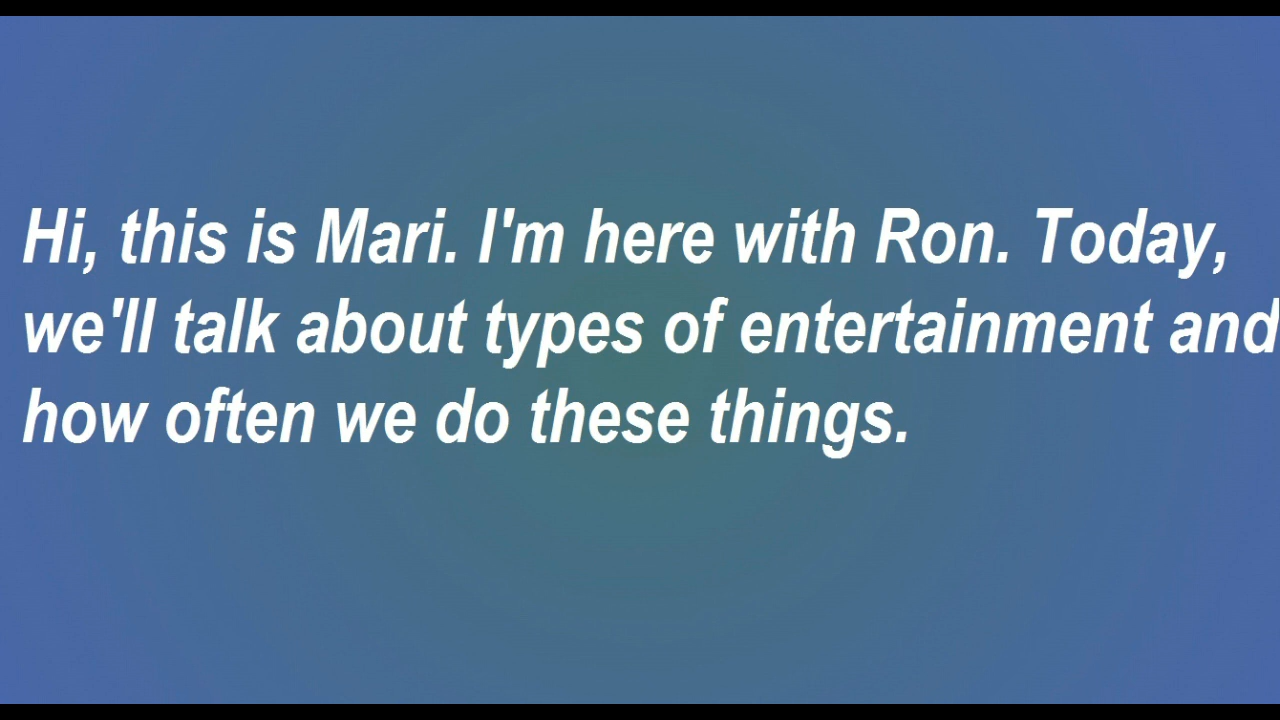 Hi, this is Mari. I'm here with Ron. Today,
we'll talk about types of entertainment and
how often we do these things.